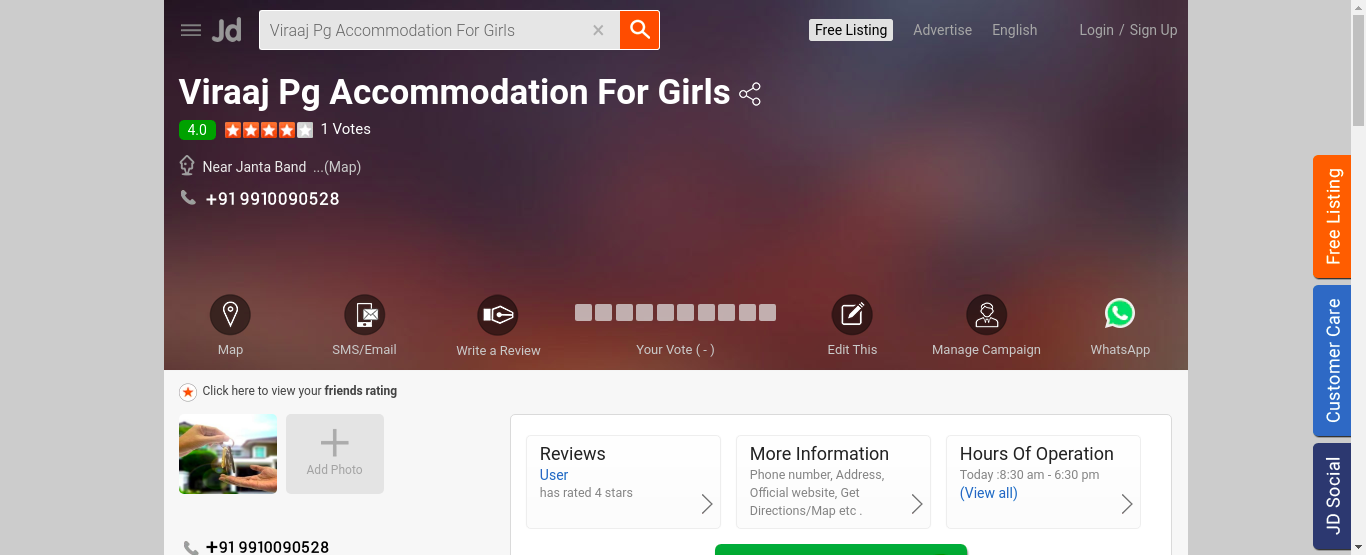 Jd
Viraaj Pg Accommodation For Girls ×
Free Listing Advertise English Login / Sign Up
Viraaj Pg Accommodation For Girls
4.0 1 Votes
Near Janta Band ...(Map)
+91 9910090528
Map
SMS/Email
Write a Review
Your Vote ( - )
Edit This
Manage Campaign
WhatsApp
Click here to view your friends rating
Add Photo
+91 9910090528
Reviews
User
has rated 4 stars
More Information
Phone number, Address,
Official website, Get
Directions/Map etc .
Hours Of Operation
Today :8:30 am - 6:30 pm
(View all)
Free Listing
Customer Care
JD Social